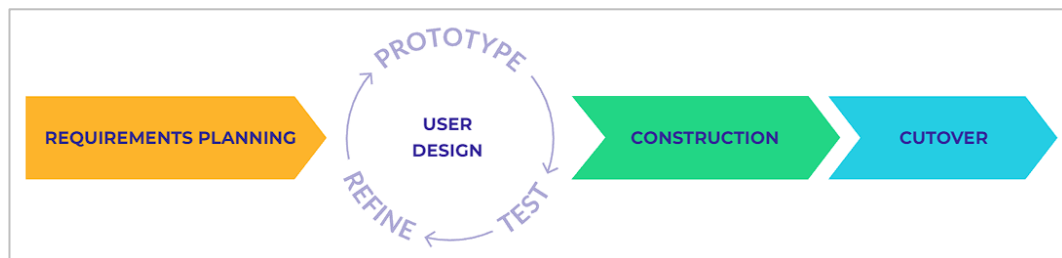 REQUIREMENTS PLANNING
PROTOTYPE
USER
DESIGN
TEST
REFINE
CONSTRUCTION
CUTOVER